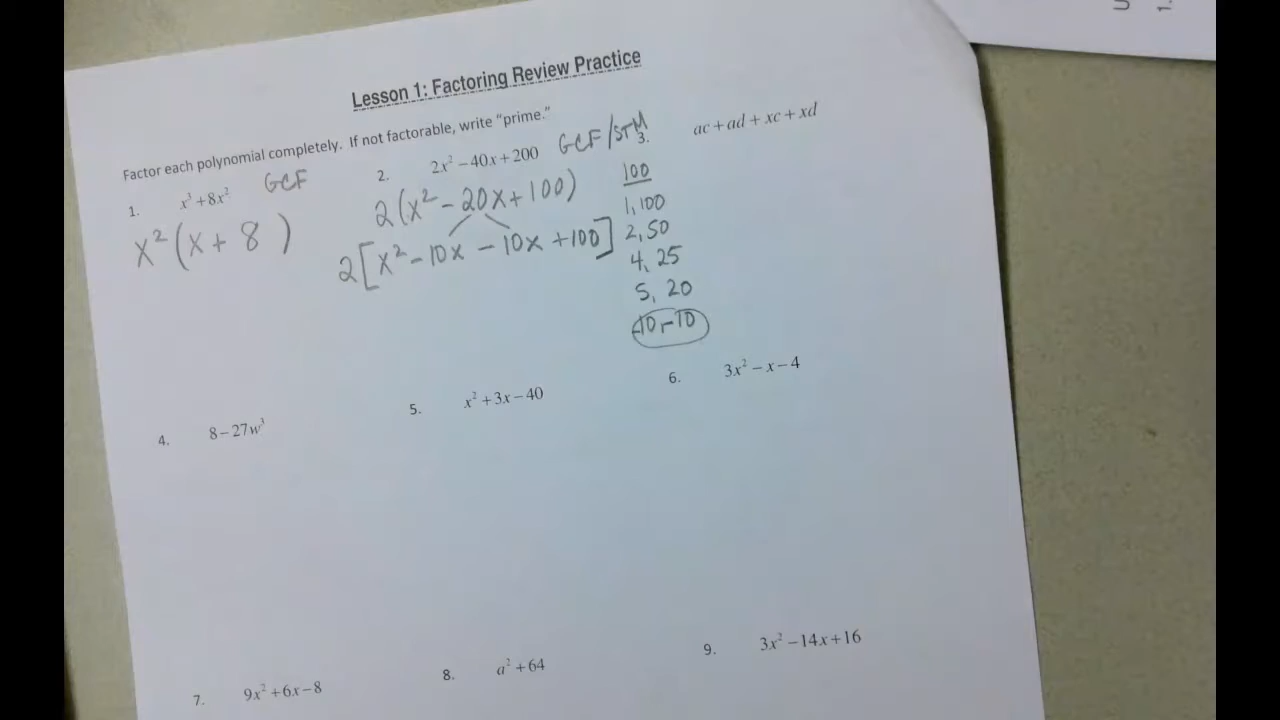 Lesson 1: Factoring Review Practice
Factor each polynomial completely. If not factorable, write “prime.”
1. x³ + 8x² GCF
x² (x + 8 )
2. 2x² − 40x + 200 GCF/STM
2(x² − 20x + 100)
2[x² − 10x − 10x + 100]
100
1, 100
2, 50
4, 25
5, 20
-10, -10
3. ac + ad + xc + xd
4. 8 − 27w³
5. x² + 3x − 40
6. 3x² − x − 4
7. 9x² + 6x − 8
8. a² + 64
9. 3x² − 14x + 16